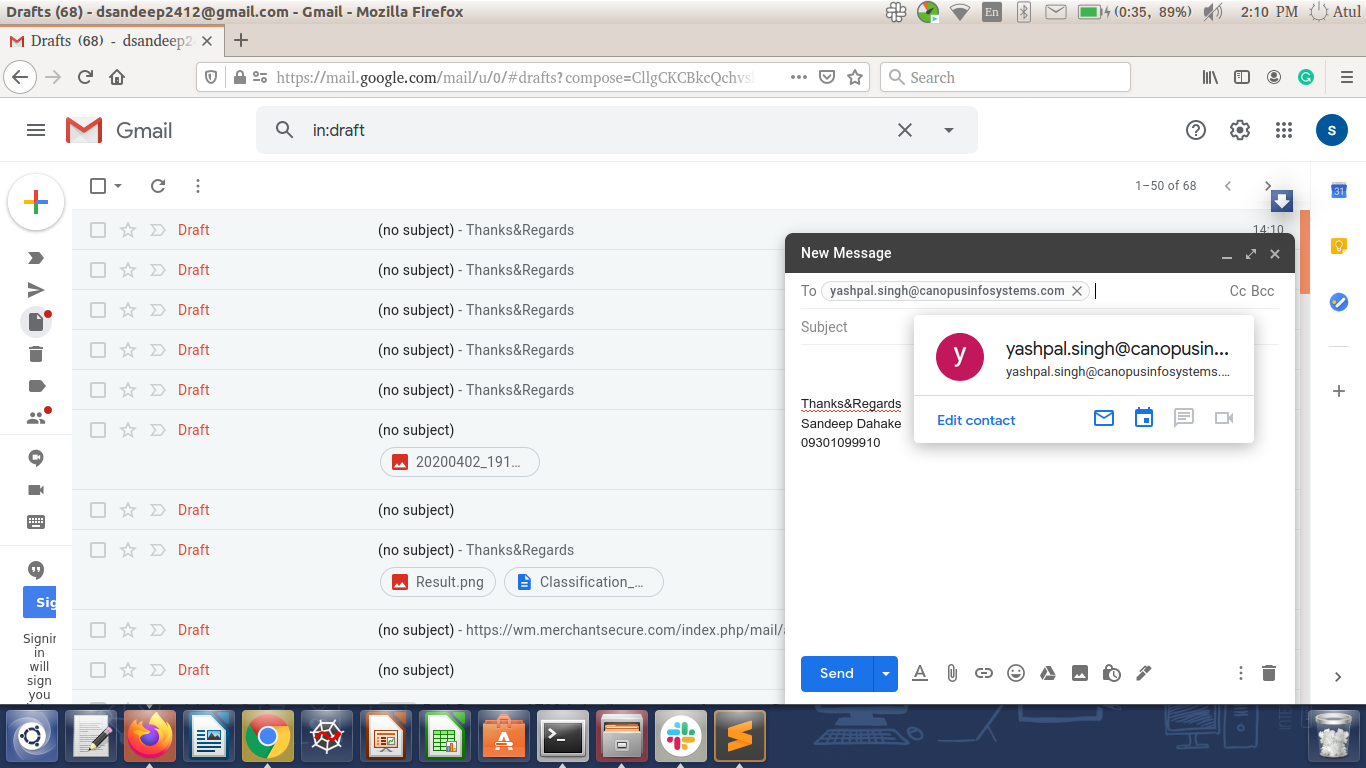 Drafts (68) - dsandeep2412@gmail.com - Gmail - Mozilla Firefox
En
(0:35, 89%)
2:10 PM
Atul
Drafts (68) - dsandeep2
https://mail.google.com/mail/u/0/#drafts?compose=CllgCKCBkcQchvs
Search
Gmail
in:draft
S
1–50 of 68
31
Draft (no subject) - Thanks&Regards 14:10
Draft (no subject) - Thanks&Regards
Draft (no subject) - Thanks&Regards
Draft (no subject) - Thanks&Regards
Draft (no subject) - Thanks&Regards
Draft (no subject)
20200402_191...
Draft (no subject)
Draft (no subject) - Thanks&Regards
Result.png Classification_...
Draft (no subject) - https://wm.merchantsecure.com/index.php/mail/
Draft (no subject)
Sig
Signin
in
will
sign
you
New Message
To yashpal.singh@canopusinfosystems.com Cc Bcc
Subject
y
yashpal.singh@canopusin...
yashpal.singh@canopusinfosystems....
Edit contact
Thanks&Regards
Sandeep Dahake
09301099910
Send